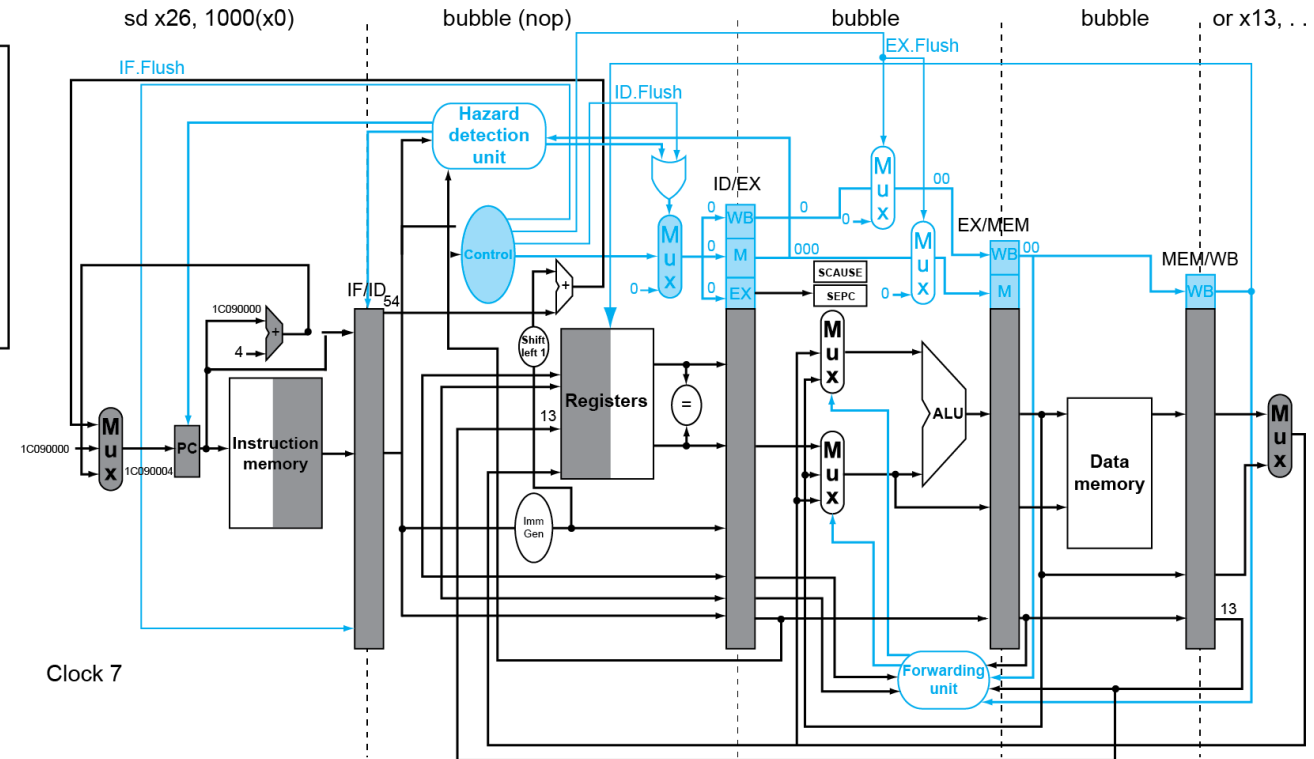 sd x26, 1000(x0)
bubble (nop)
bubble
bubble
or x13, . .
EX.Flush
IF.Flush
ID.Flush
Hazard
detection
unit
Control
Mux
0
IF/ID
54
ID/EX
WB
M
EX
0
0
0
0
000
Mux
0
00
Mux
0
SCAUSE
SEPC
EX/MEM
WB
M
00
MEM/WB
WB
1C090000
4
+
+
Shift
left 1
Mux
1C090000
1C090004
PC
Instruction
memory
13
Registers
=
Imm
Gen
Mux
Mux
ALU
Data
memory
Mux
13
Forwarding
unit
Clock 7